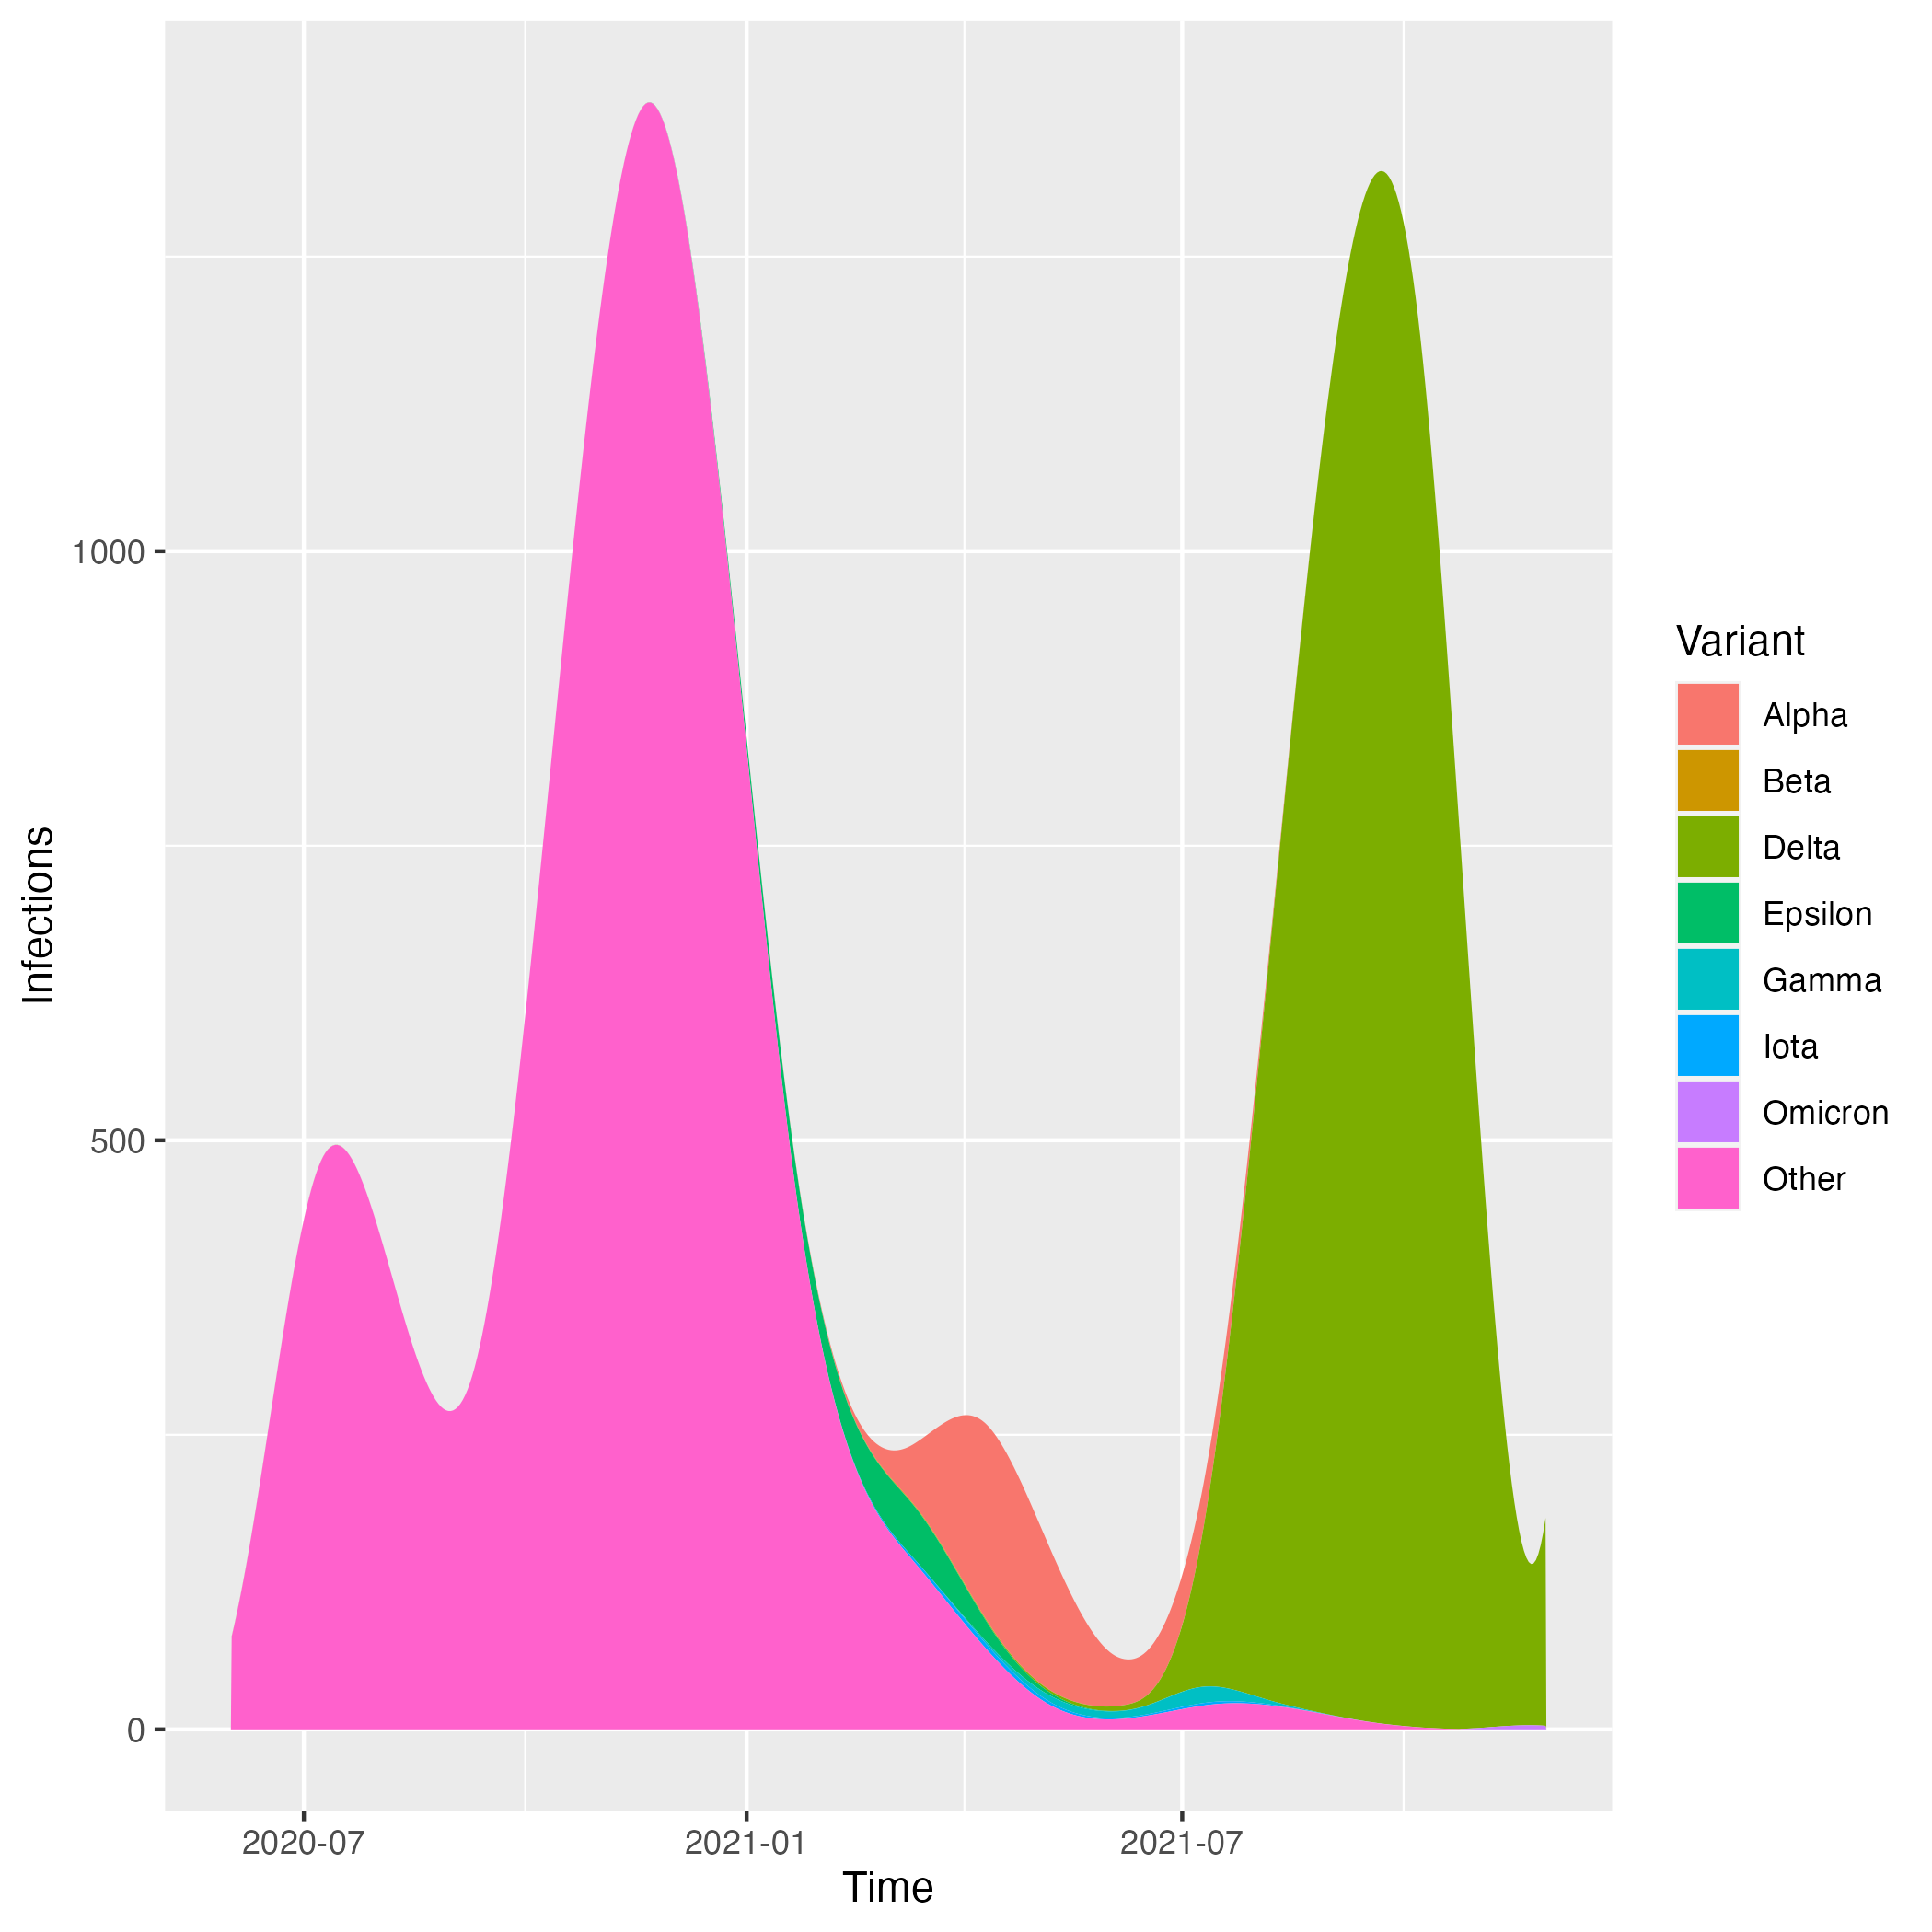 Infections
1000
500
0
2020-07
2021-01
2021-07
Time
Variant
Alpha
Beta
Delta
Epsilon
Gamma
Iota
Omicron
Other